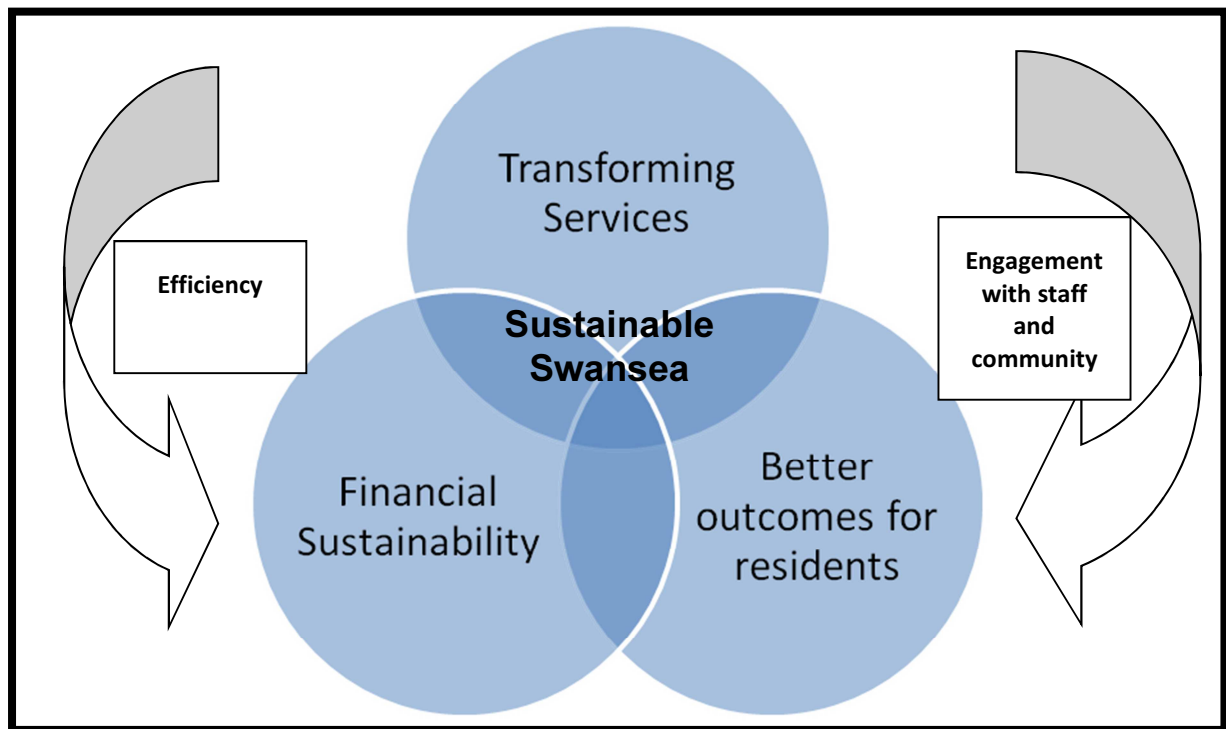 Transforming
Services
Efficiency
Engagement
with staff
and
community
Sustainable
Swansea
Financial
Sustainability
Better
outcomes for
residents